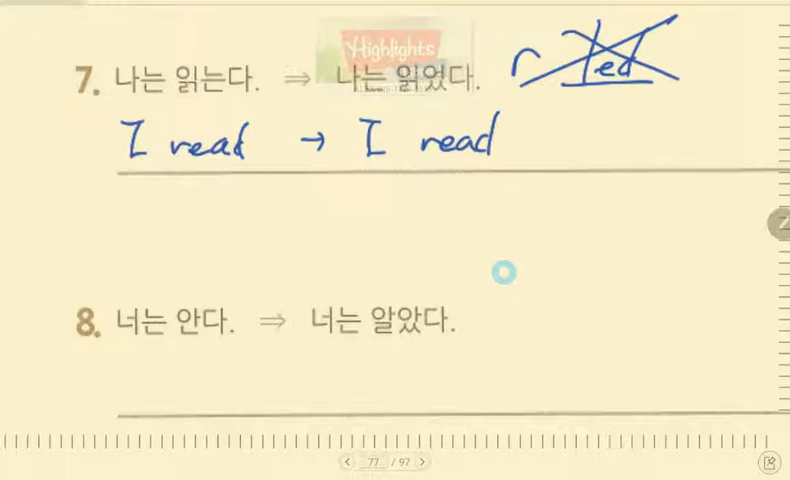 Highlights
7. 나는 읽는다. ⇒ 나는 읽었다.
I read → I read
8. 너는 안다. ⇒ 너는 알았다.
77 / 97